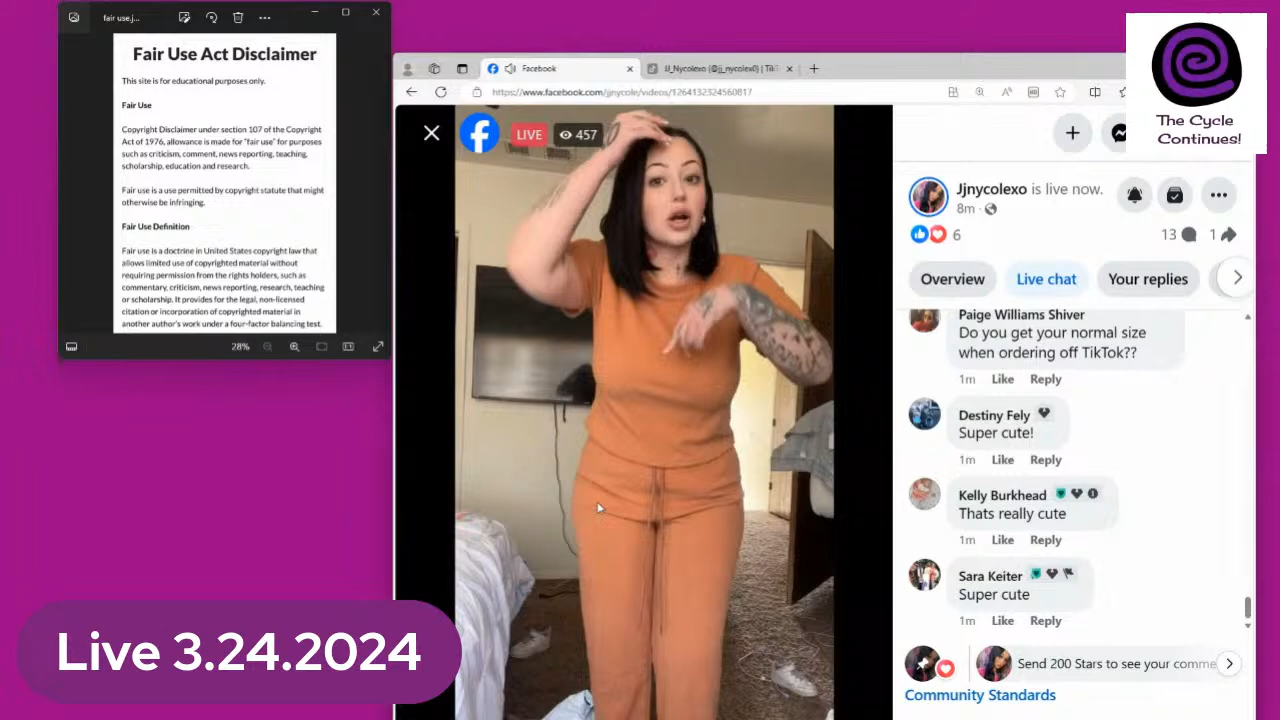 fair use.j...
Fair Use Act Disclaimer
This site is for educational purposes only.
Fair Use
Copyright Disclaimer under section 107 of the Copyright
Act of 1976, allowance is made for "fair use" for purposes
such as criticism, comment, news reporting, teaching,
scholarship, education and research.
Fair use is a use permitted by copyright statute that might
otherwise be infringing.
Fair Use Definition
Fair use is a doctrine in United States copyright law that
allows limited use of copyrighted material without
requiring permission from the rights holders, such as
commentary, criticism, news reporting, research, teaching
or scholarship. It provides for the legal, non-licensed
citation or incorporation of copyrighted material in
another author's work under a four-factor balancing test.
28%
Facebook
JJ_Nycolexo (@jj_nycolex0) | Tik
https://www.facebook.com/jjnycole/videos/1264132324560817
The Cycle
Continues!
LIVE
457
Jjnycolexo is live now.
8m
6
13
1
Overview
Live chat
Your replies
Paige Williams Shiver
Do you get your normal size
when ordering off TikTok??
1m Like Reply
Destiny Fely
Super cute!
1m Like Reply
Kelly Burkhead
Thats really cute
1m Like Reply
Sara Keiter
Super cute
1m Like Reply
Send 200 Stars to see your comme
Community Standards
Live 3.24.2024